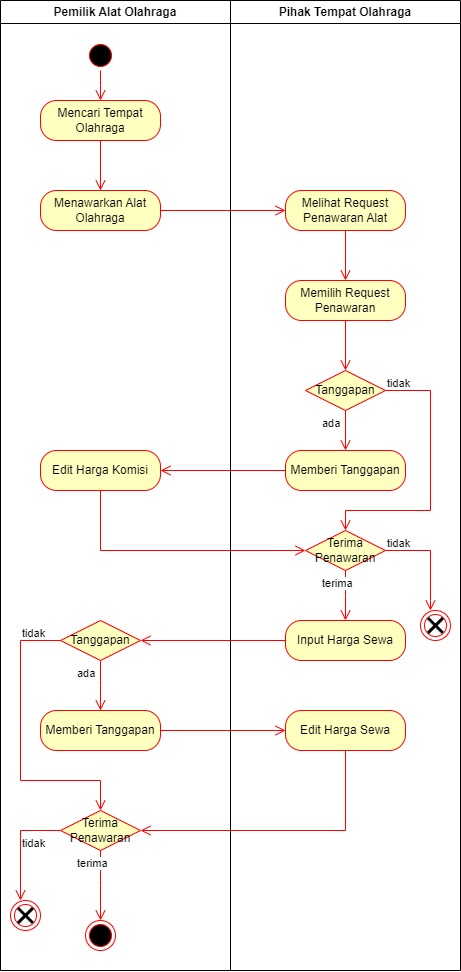 Pemilik Alat Olahraga
Pihak Tempat Olahraga
Mencari Tempat
Olahraga
Menawarkan Alat
Olahraga
Melihat Request
Penawaran Alat
Memilih Request
Penawaran
Tanggapan
tidak
ada
Edit Harga Komisi
Memberi Tanggapan
Terima
Penawaran
tidak
terima
tidak
Tanggapan
Input Harga Sewa
ada
Memberi Tanggapan
Edit Harga Sewa
Terima
Penawaran
tidak
terima